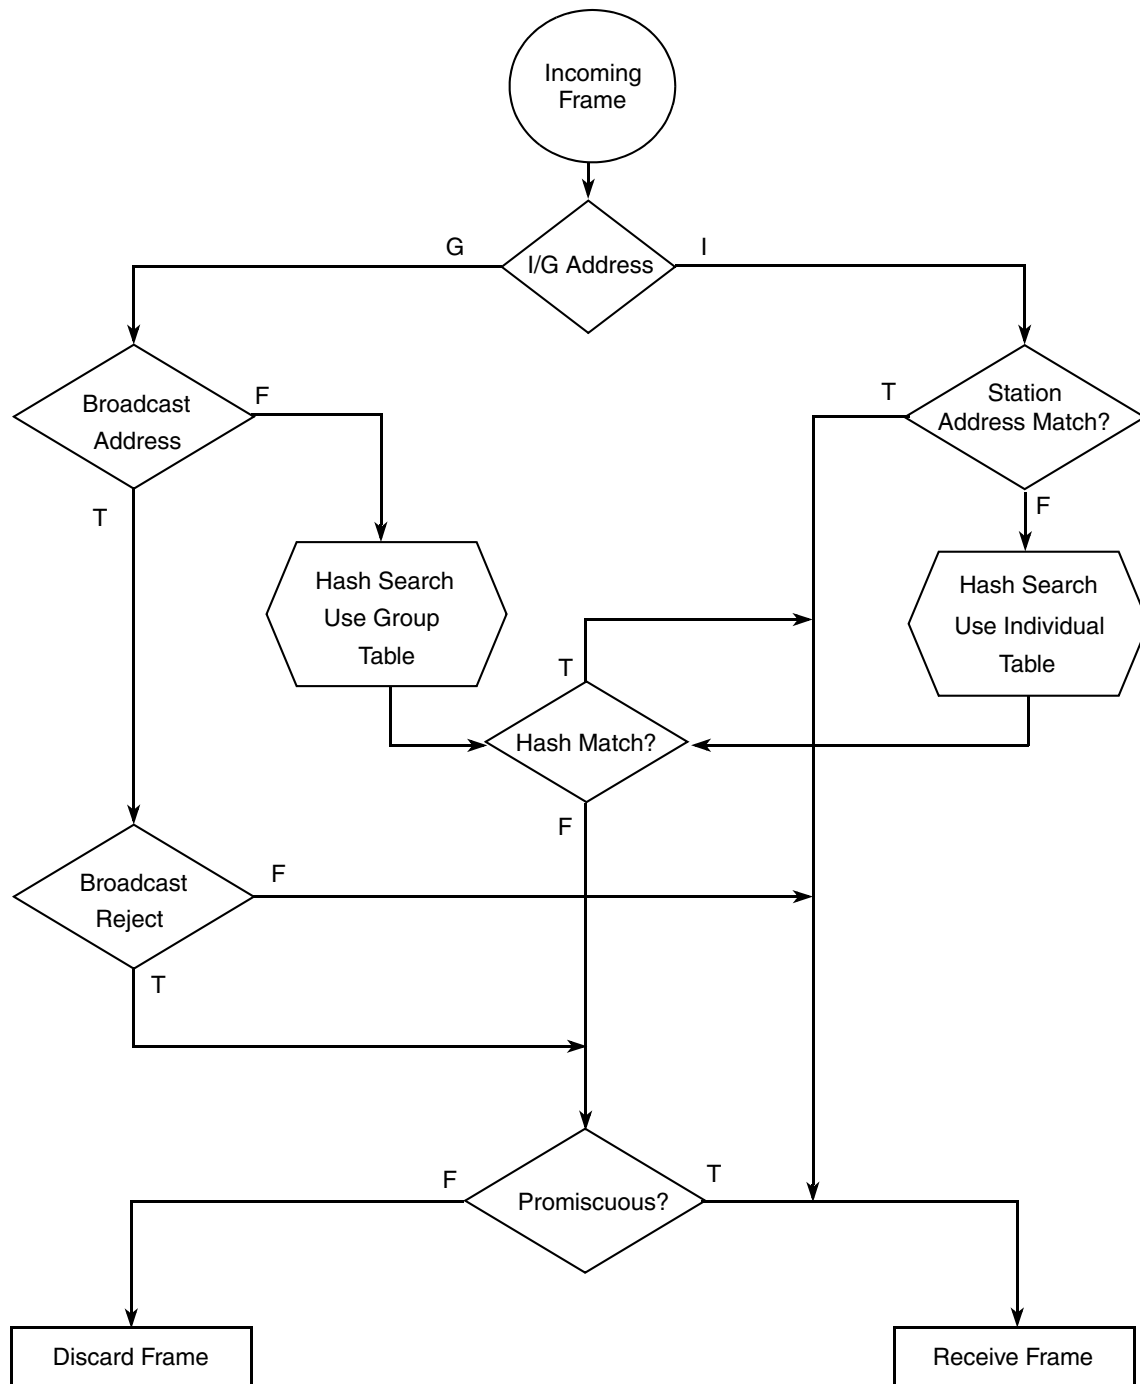 Incoming
Frame
G
I
I/G Address
F
T
Station
Address Match?
Broadcast
Address
T
F
Hash Search
Use Group
Table
Hash Search
Use Individual
Table
T
Hash Match?
F
Broadcast
Reject
F
T
F
T
Promiscuous?
Discard Frame
Receive Frame